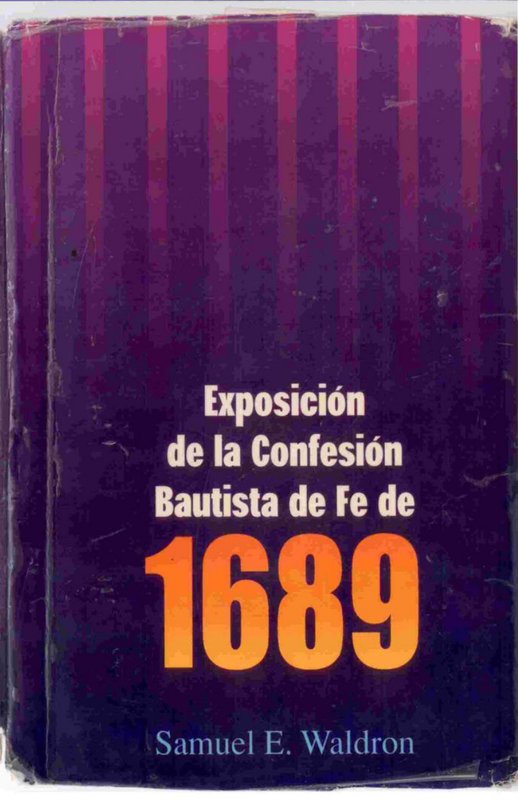 Exposición
de la Confesión
Bautista de Fe de
1689
Samuel E. Waldron